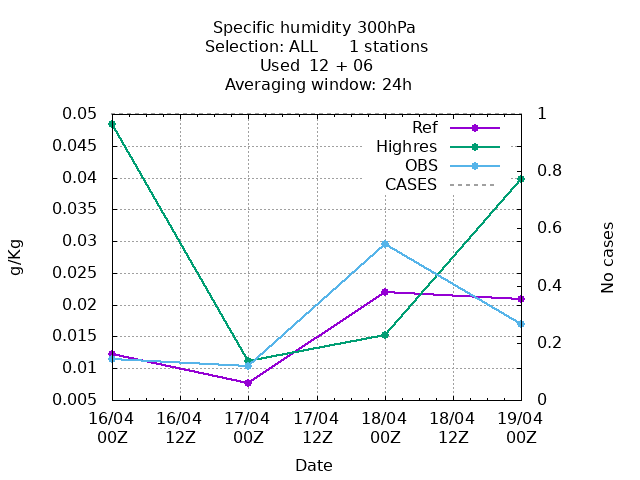 Specific humidity 300hPa
Selection: ALL      1 stations
Used  12 + 06
Averaging window: 24h
0.05
0.045
0.04
0.035
0.03
0.025
0.02
0.015
0.01
0.005
g/Kg
Ref
Highres
OBS
CASES
1
0.8
0.6
0.4
0.2
0
No cases
16/04 16/04 17/04 17/04 18/04 18/04 19/04
00Z 12Z 00Z 12Z 00Z 12Z 00Z
Date